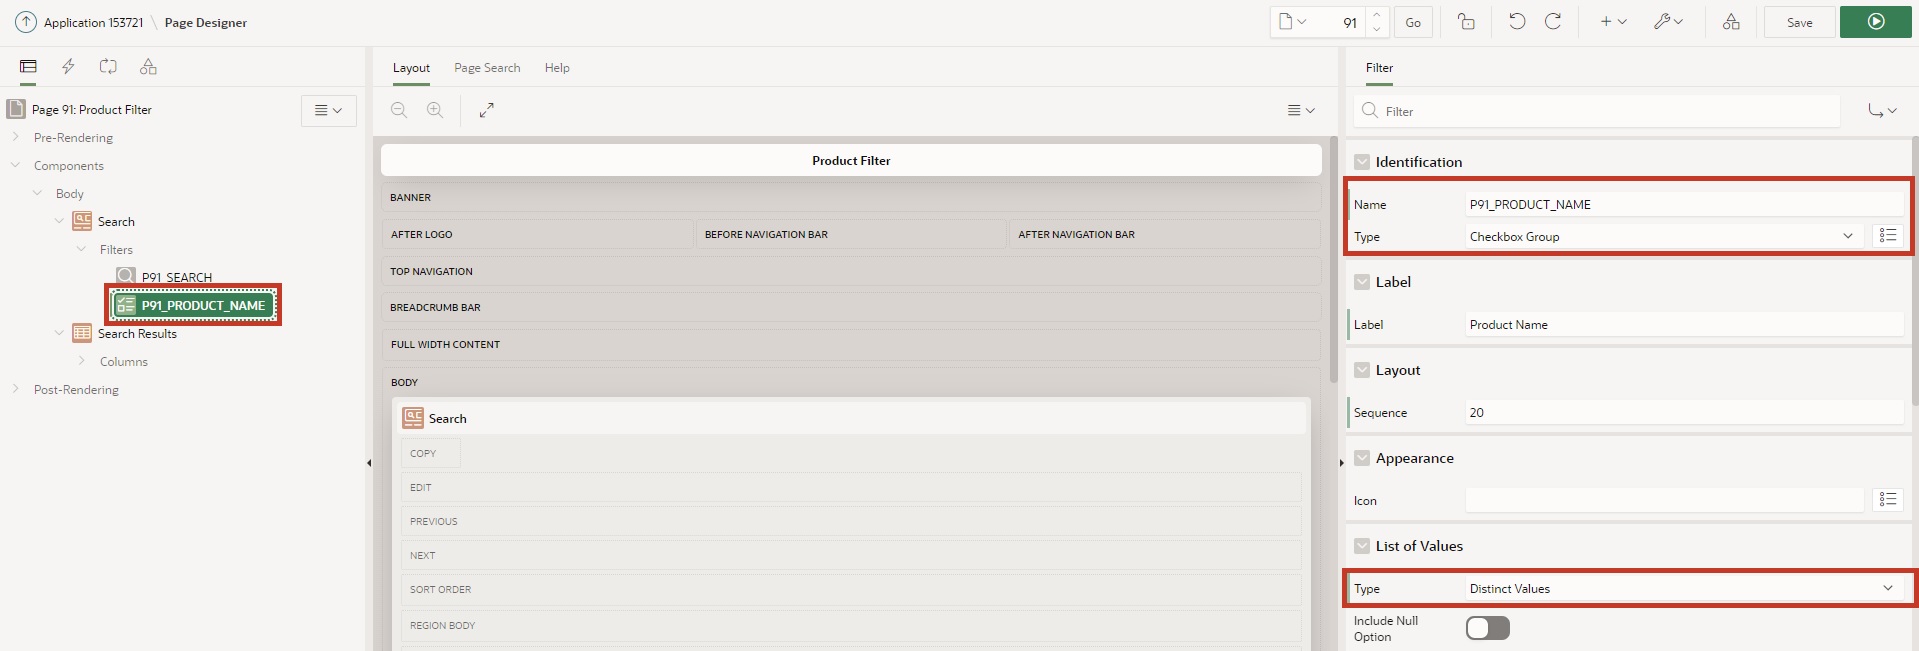 Application 153721 \ Page Designer
91
Go
Save
Page 91: Product Filter
Pre-Rendering
Components
Body
Search
Filters
P91_SEARCH
P91_PRODUCT_NAME
Search Results
Columns
Post-Rendering
Layout Page Search Help
Product Filter
BANNER
AFTER LOGO BEFORE NAVIGATION BAR AFTER NAVIGATION BAR
TOP NAVIGATION
BREADCRUMB BAR
FULL WIDTH CONTENT
BODY
Search
COPY
EDIT
PREVIOUS
NEXT
SORT ORDER
REGION BODY
Filter
Filter
Identification
Name P91_PRODUCT_NAME
Type Checkbox Group
Label
Label Product Name
Layout
Sequence 20
Appearance
Icon
List of Values
Type Distinct Values
Include Null
Option